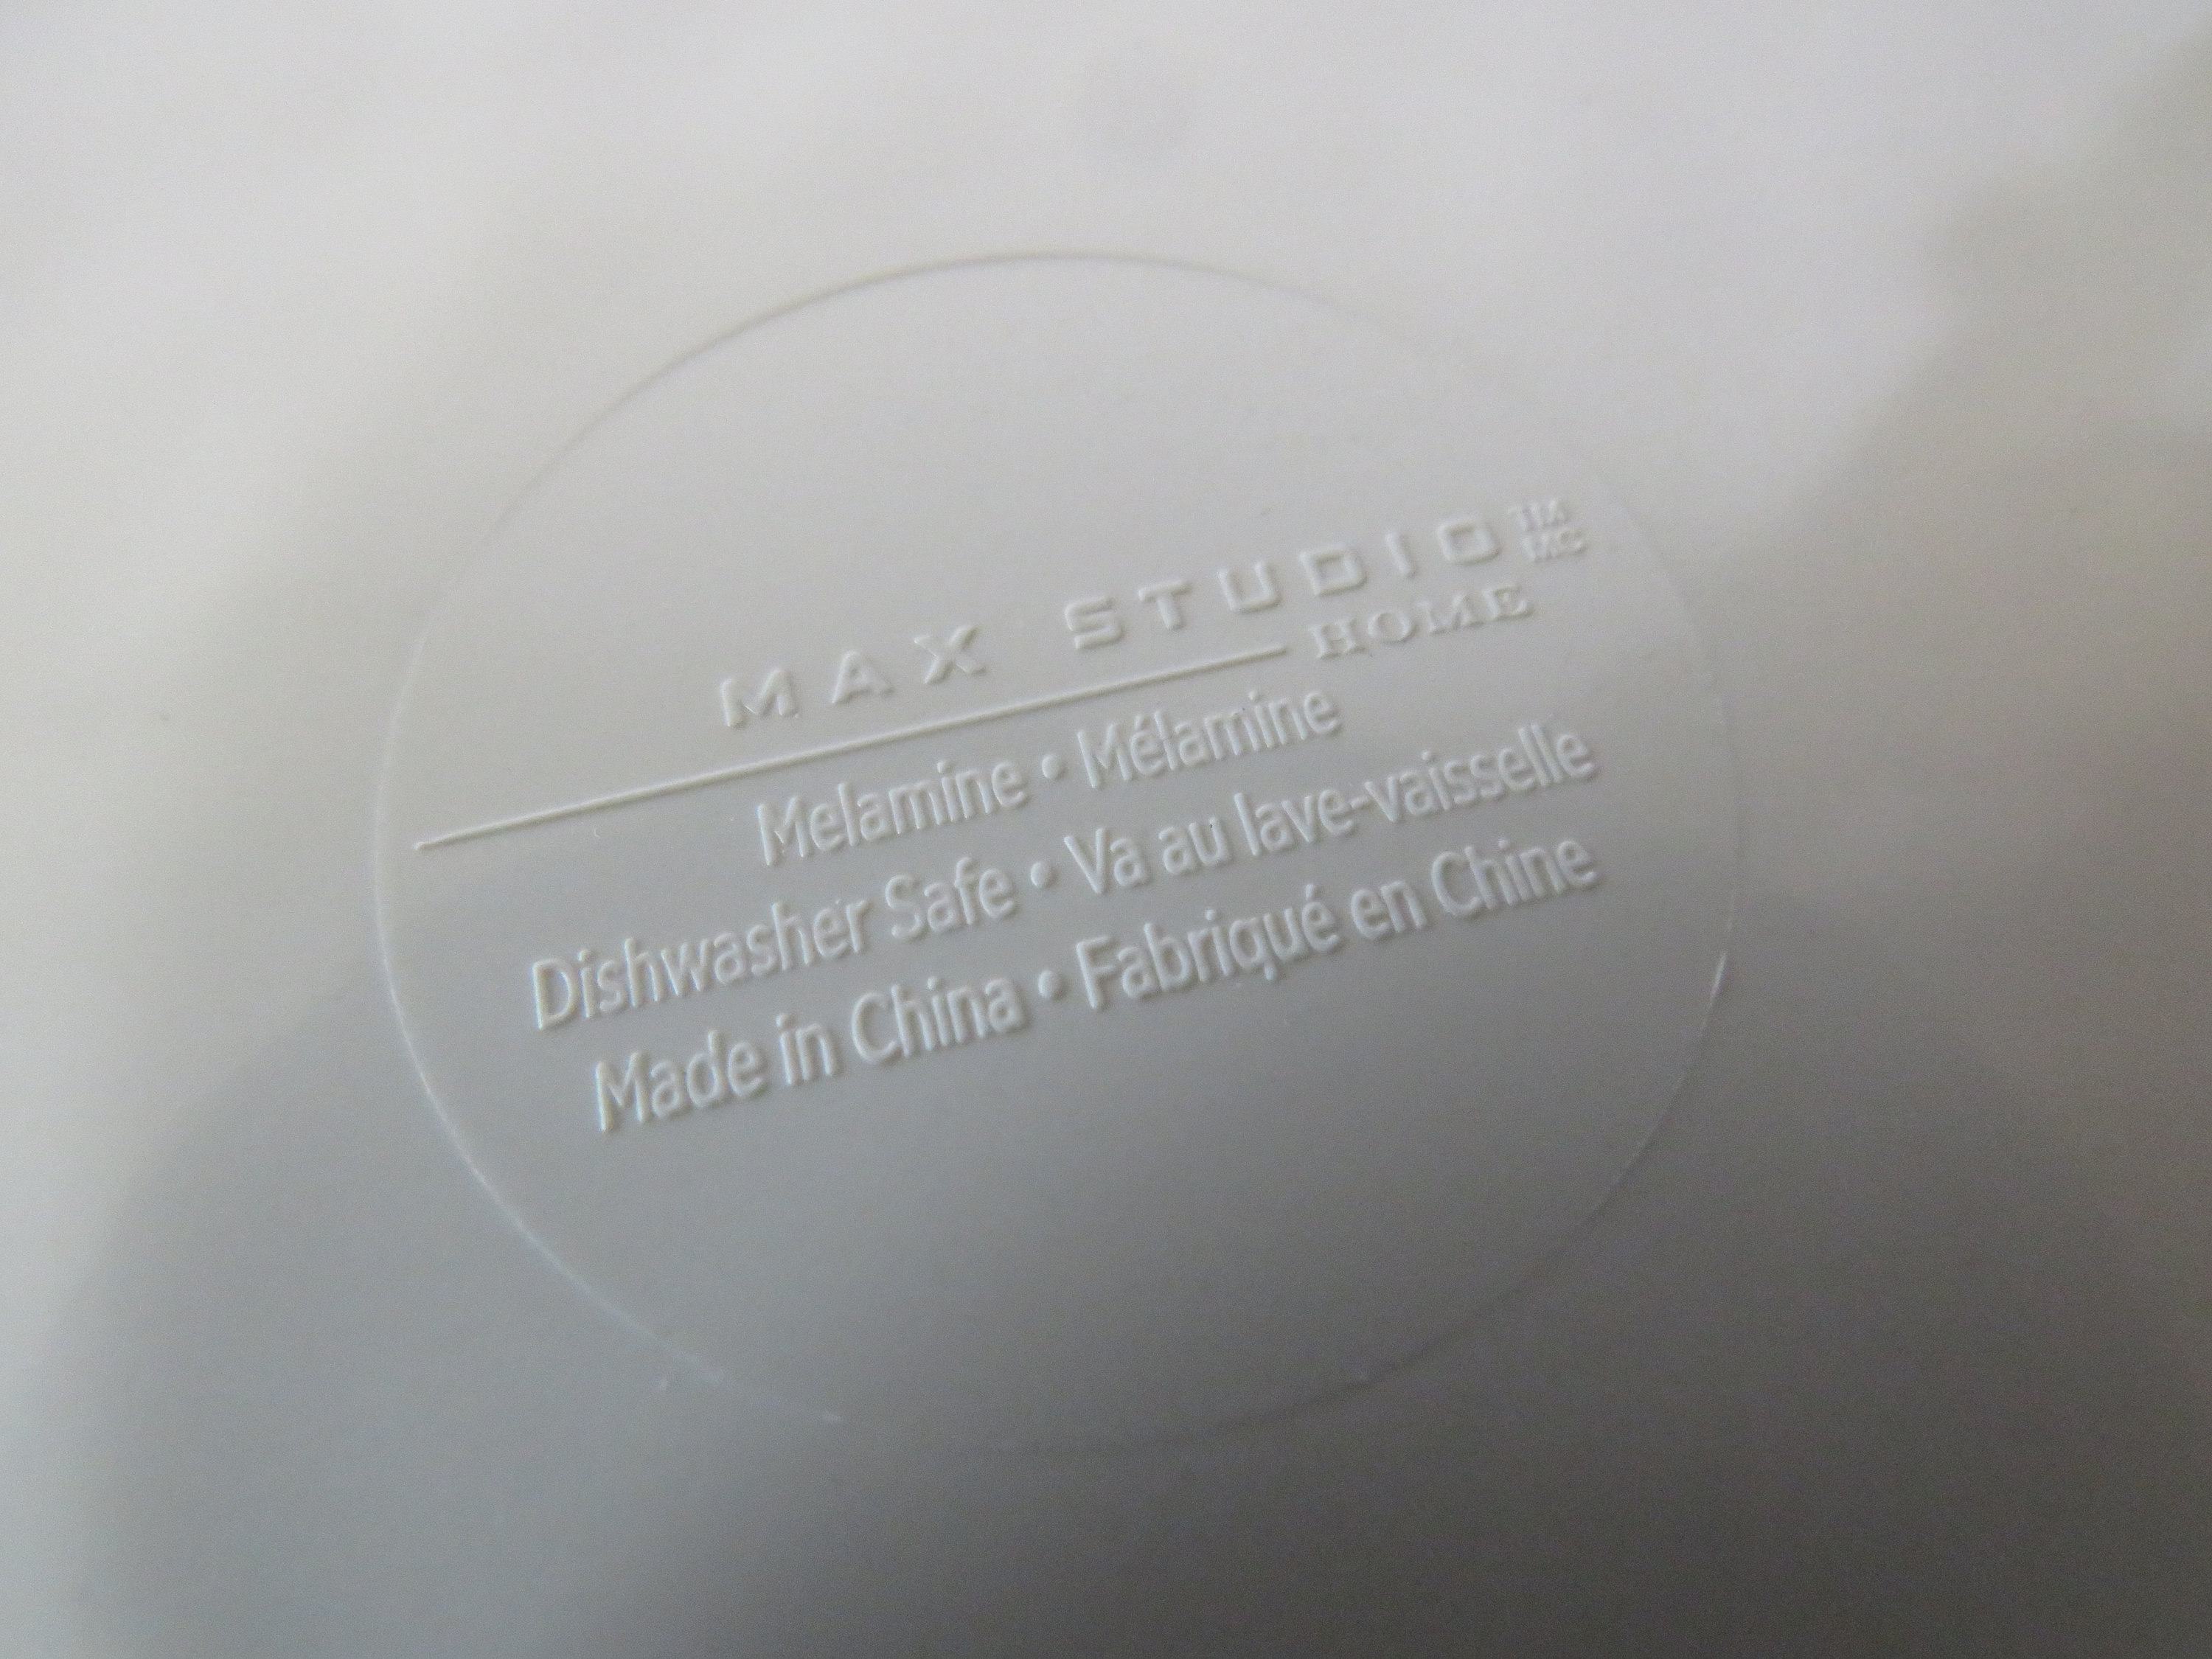 MAX STUDIO TM MC
HOME
Melamine • Mélamine
Dishwasher Safe • Va au lave-vaisselle
Made in China • Fabriqué en Chine